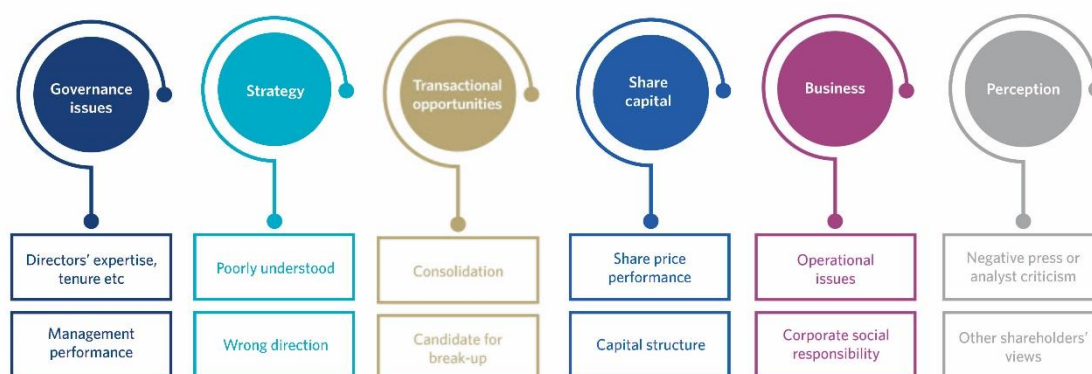 Governance
issues
Strategy
Transactional
opportunities
Share
capital
Business
Perception
Directors' expertise,
tenure etc
Poorly understood
Consolidation
Share price
performance
Operational
issues
Negative press or
analyst criticism
Management
performance
Wrong direction
Candidate for
break-up
Capital structure
Corporate social
responsibility
Other shareholders'
views